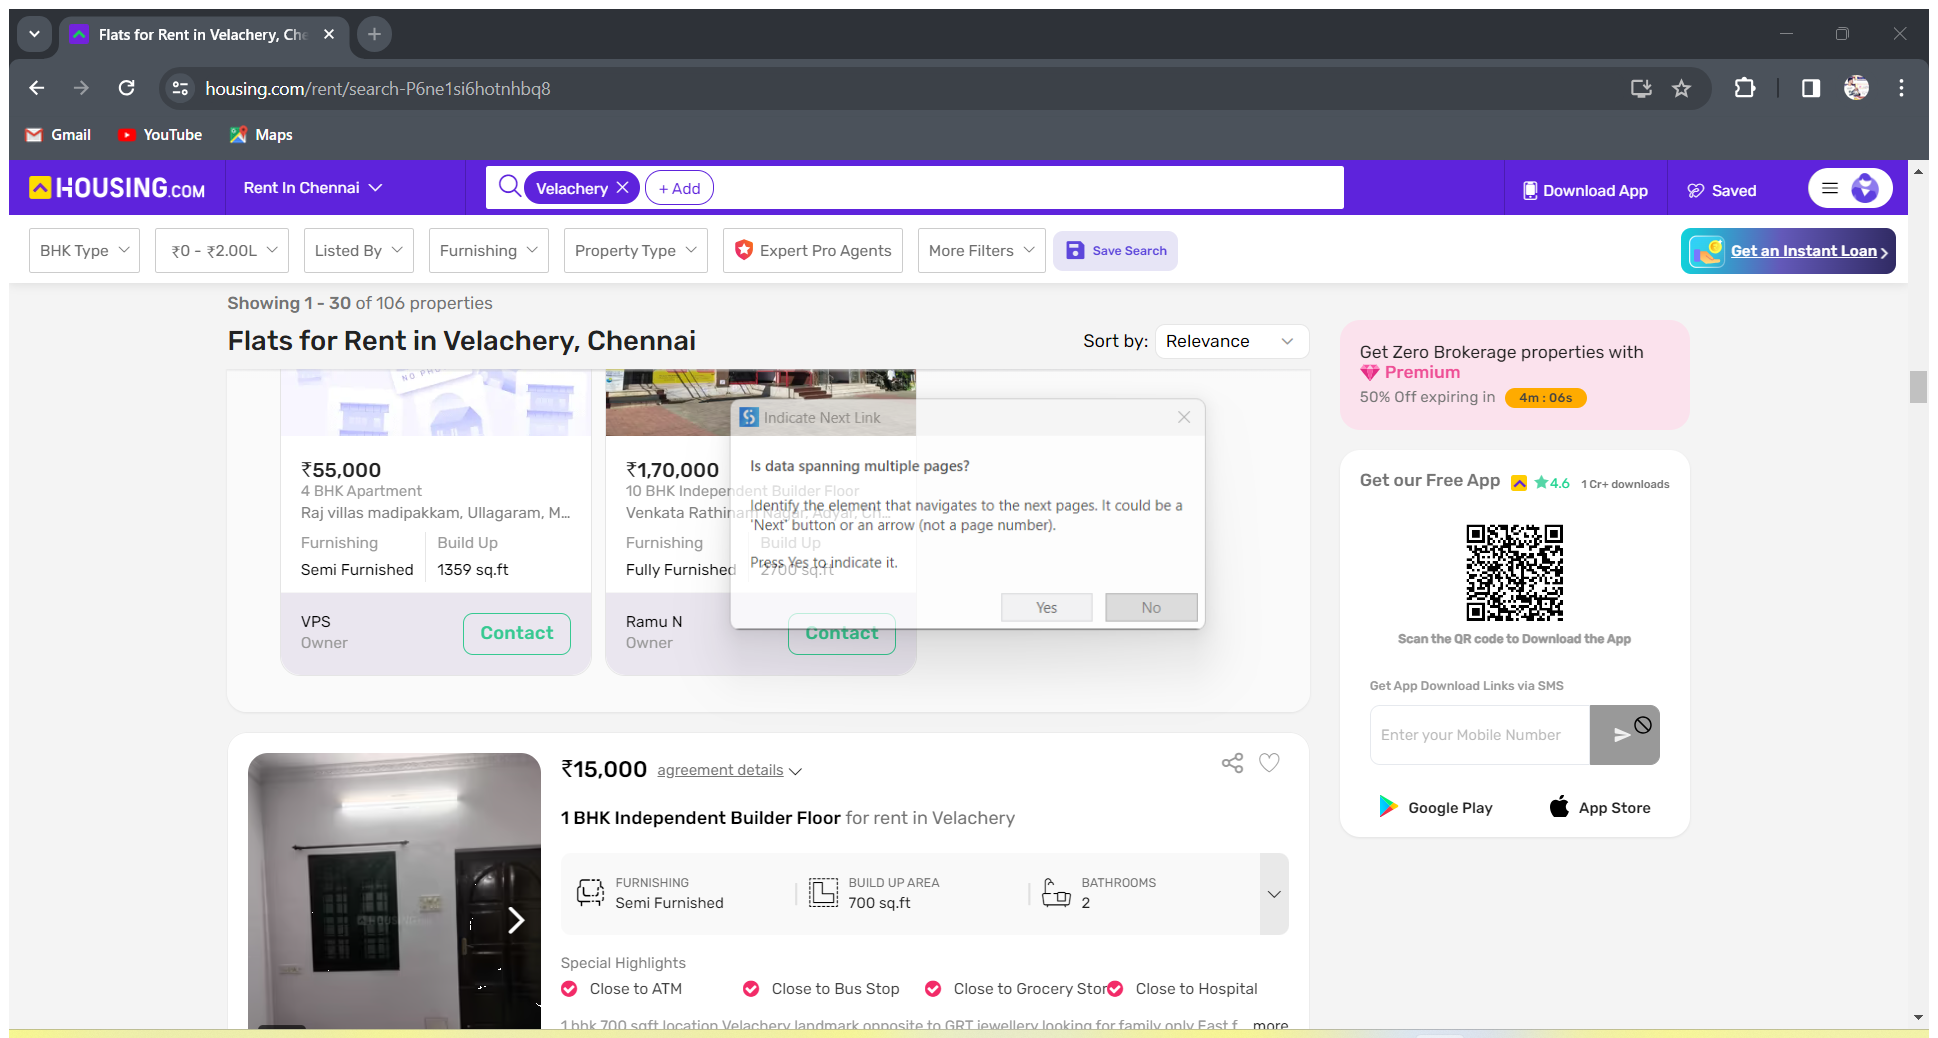 Flats for Rent in Velachery, Che
housing.com/rent/search-P6ne1si6hotnhbq8
Gmail
YouTube
Maps
HOUSING.COM
Rent In Chennai
Velachery
+ Add
Download App
Saved
BHK Type
₹0 - ₹2.00L
Listed By
Furnishing
Property Type
Expert Pro Agents
More Filters
Save Search
Get an Instant Loan
Showing 1 - 30 of 106 properties
Flats for Rent in Velachery, Chennai
Sort by: Relevance
NO PHO
₹55,000
4 BHK Apartment
Raj villas madipakkam, Ullagaram, M...
Furnishing
Build Up
Semi Furnished
1359 sq.ft
VPS
Owner
Contact
₹1,70,000
10 BHK Independent Builder Floor
Venkata Rathinam Nagar, Adyar, Ch...
Furnishing
Build Up
Fully Furnished
2700 sq.ft
Ramu N
Owner
Contact
Indicate Next Link
Is data spanning multiple pages?
Identify the element that navigates to the next pages. It could be a
'Next' button or an arrow (not a page number).
Press Yes to indicate it.
Yes
No
₹15,000
agreement details
1 BHK Independent Builder Floor for rent in Velachery
FURNISHING
Semi Furnished
BUILD UP AREA
700 sq.ft
BATHROOMS
2
Special Highlights
Close to ATM
Close to Bus Stop
Close to Grocery Stor
Close to Hospital
1 bhk 700 sqft location Velachery landmark opposite to GRT jewellery looking for family only East f... more
HOUSING
Get Zero Brokerage properties with
Premium
50% Off expiring in 4m : 06s
Get our Free App
4.6
1 Cr+ downloads
Scan the QR code to Download the App
Get App Download Links via SMS
Enter your Mobile Number
Google Play
App Store